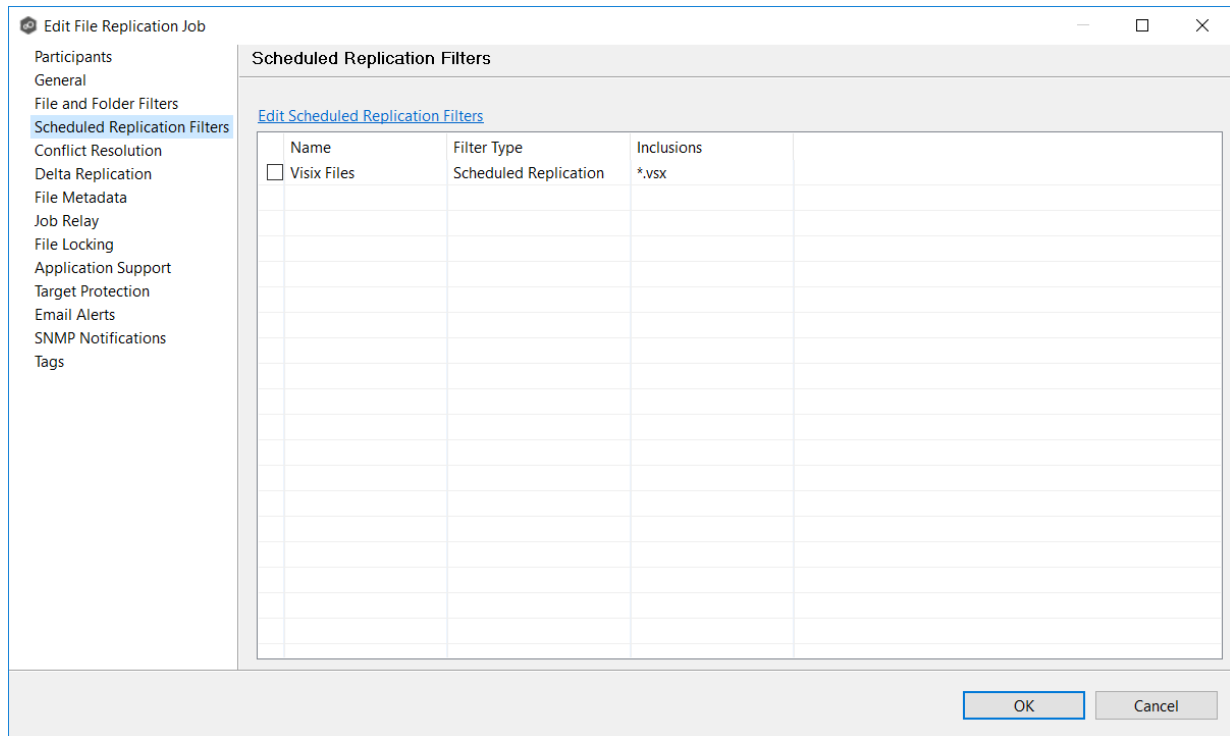 Edit File Replication Job
Participants
General
File and Folder Filters
Scheduled Replication Filters
Conflict Resolution
Delta Replication
File Metadata
Job Relay
File Locking
Application Support
Target Protection
Email Alerts
SNMP Notifications
Tags
Scheduled Replication Filters
Edit Scheduled Replication Filters
Name Filter Type Inclusions
Visix Files Scheduled Replication *.vsx
OK Cancel